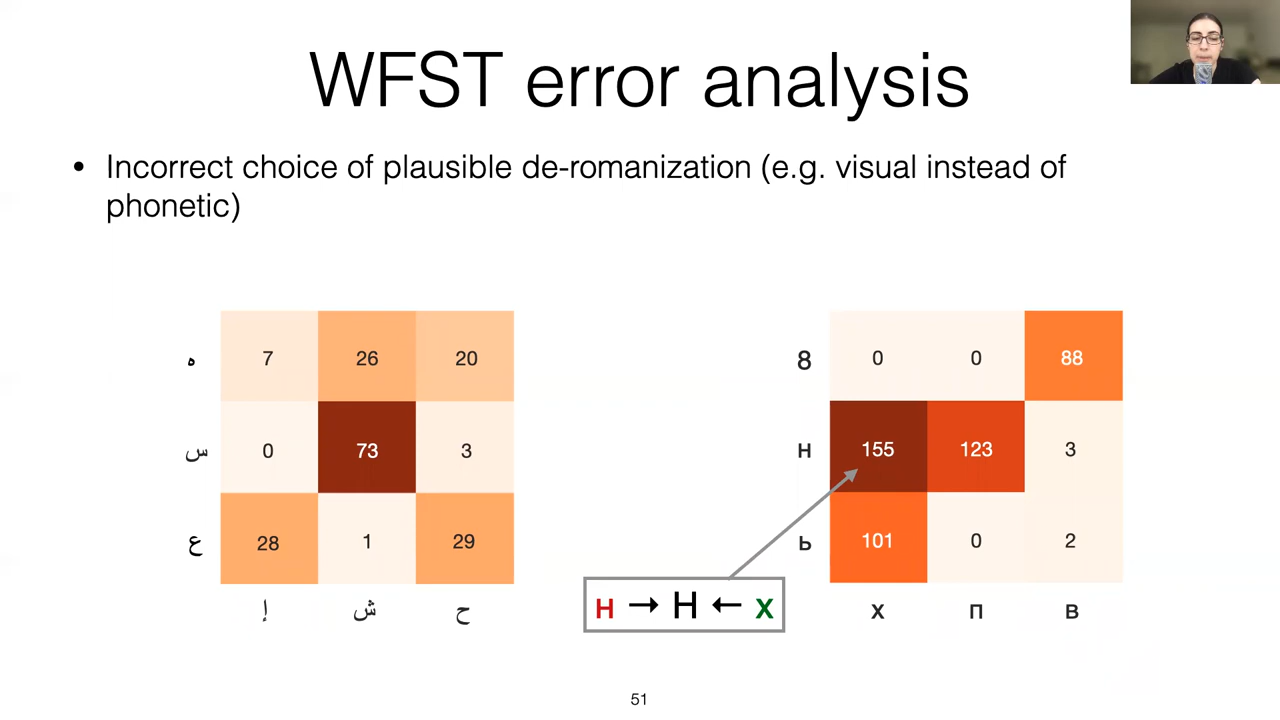 WFST error analysis
• Incorrect choice of plausible de-romanization (e.g. visual instead of
phonetic)
ه 7 26 20
س 0 73 3
ع 28 1 29
إ ش ح
8 0 0 88
н 155 123 3
ь 101 0 2
х п в
н → H ← х
51